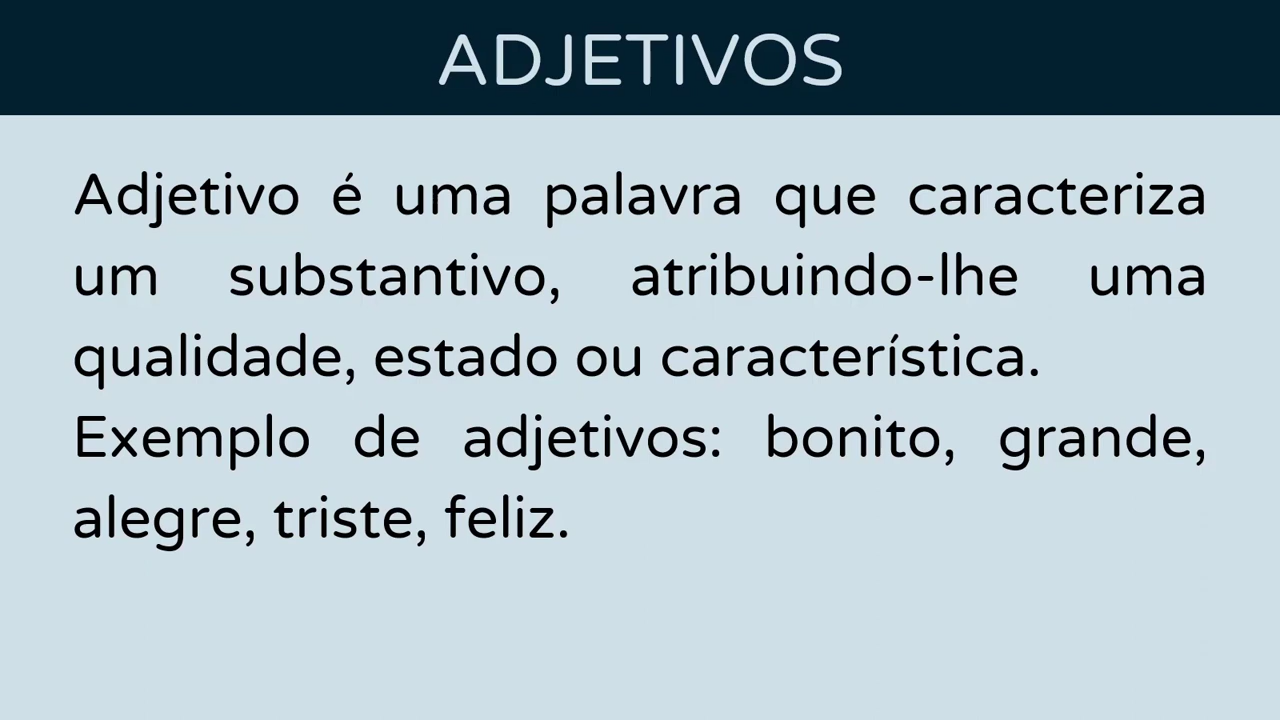 ADJETIVOS
Adjetivo é uma palavra que caracteriza
um substantivo, atribuindo-lhe uma
qualidade, estado ou característica.
Exemplo de adjetivos: bonito, grande,
alegre, triste, feliz.